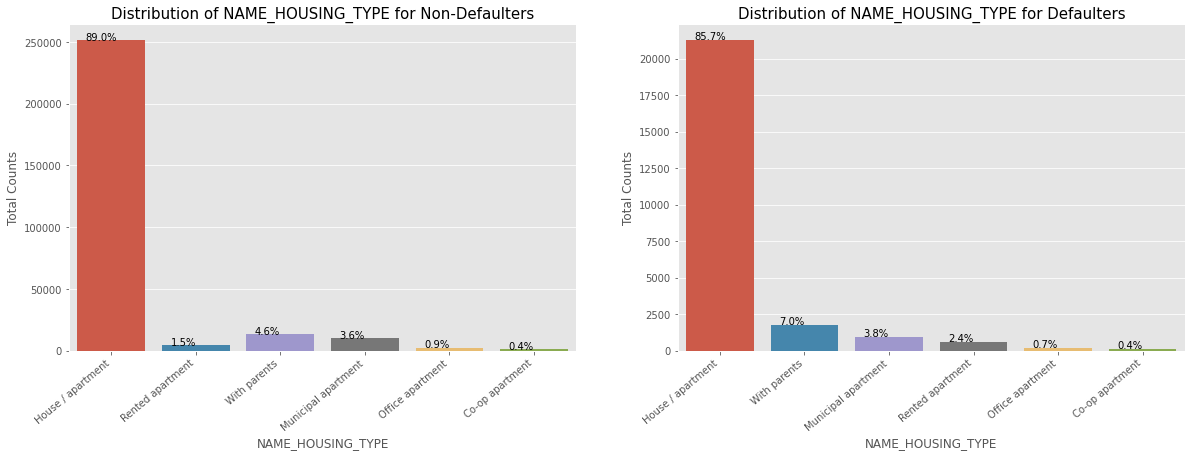 Distribution of NAME_HOUSING_TYPE for Non-Defaulters
Total Counts
250000
200000
150000
100000
50000
0
89.0%
1.5%
4.6%
3.6%
0.9%
0.4%
House / apartment
Rented apartment
With parents
Municipal apartment
Office apartment
Co-op apartment
NAME_HOUSING_TYPE
Distribution of NAME_HOUSING_TYPE for Defaulters
Total Counts
20000
17500
15000
12500
10000
7500
5000
2500
0
85.7%
7.0%
3.8%
2.4%
0.7%
0.4%
House / apartment
With parents
Municipal apartment
Rented apartment
Office apartment
Co-op apartment
NAME_HOUSING_TYPE